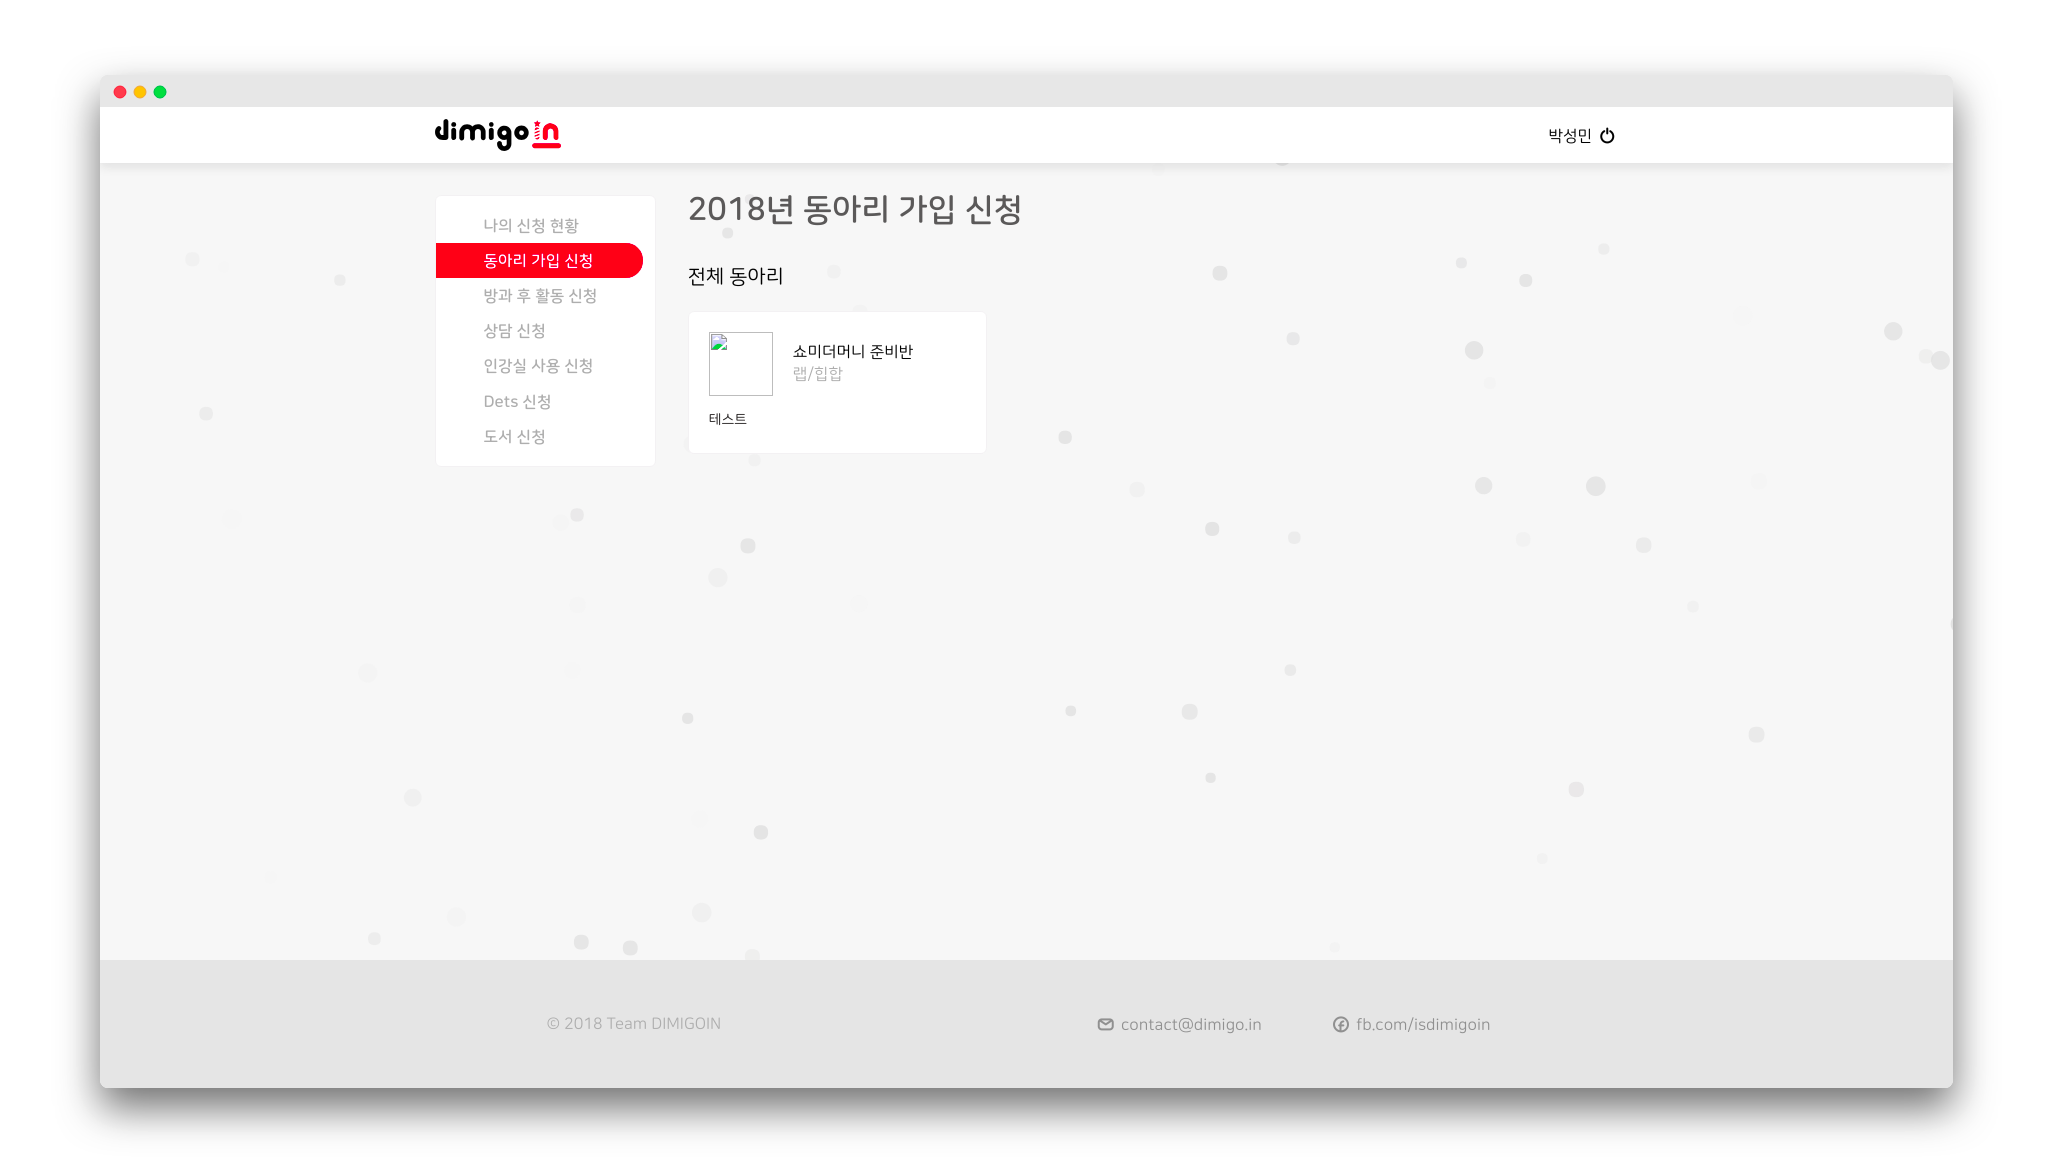 dimigoin
박성민
나의 신청 현황
동아리 가입 신청
방과 후 활동 신청
상담 신청
인강실 사용 신청
Dets 신청
도서 신청
2018년 동아리 가입 신청
전체 동아리
쇼미더머니 준비반
랩/힙합
테스트
© 2018 Team DIMIGOIN
contact@dimigo.in
fb.com/isdimigoin